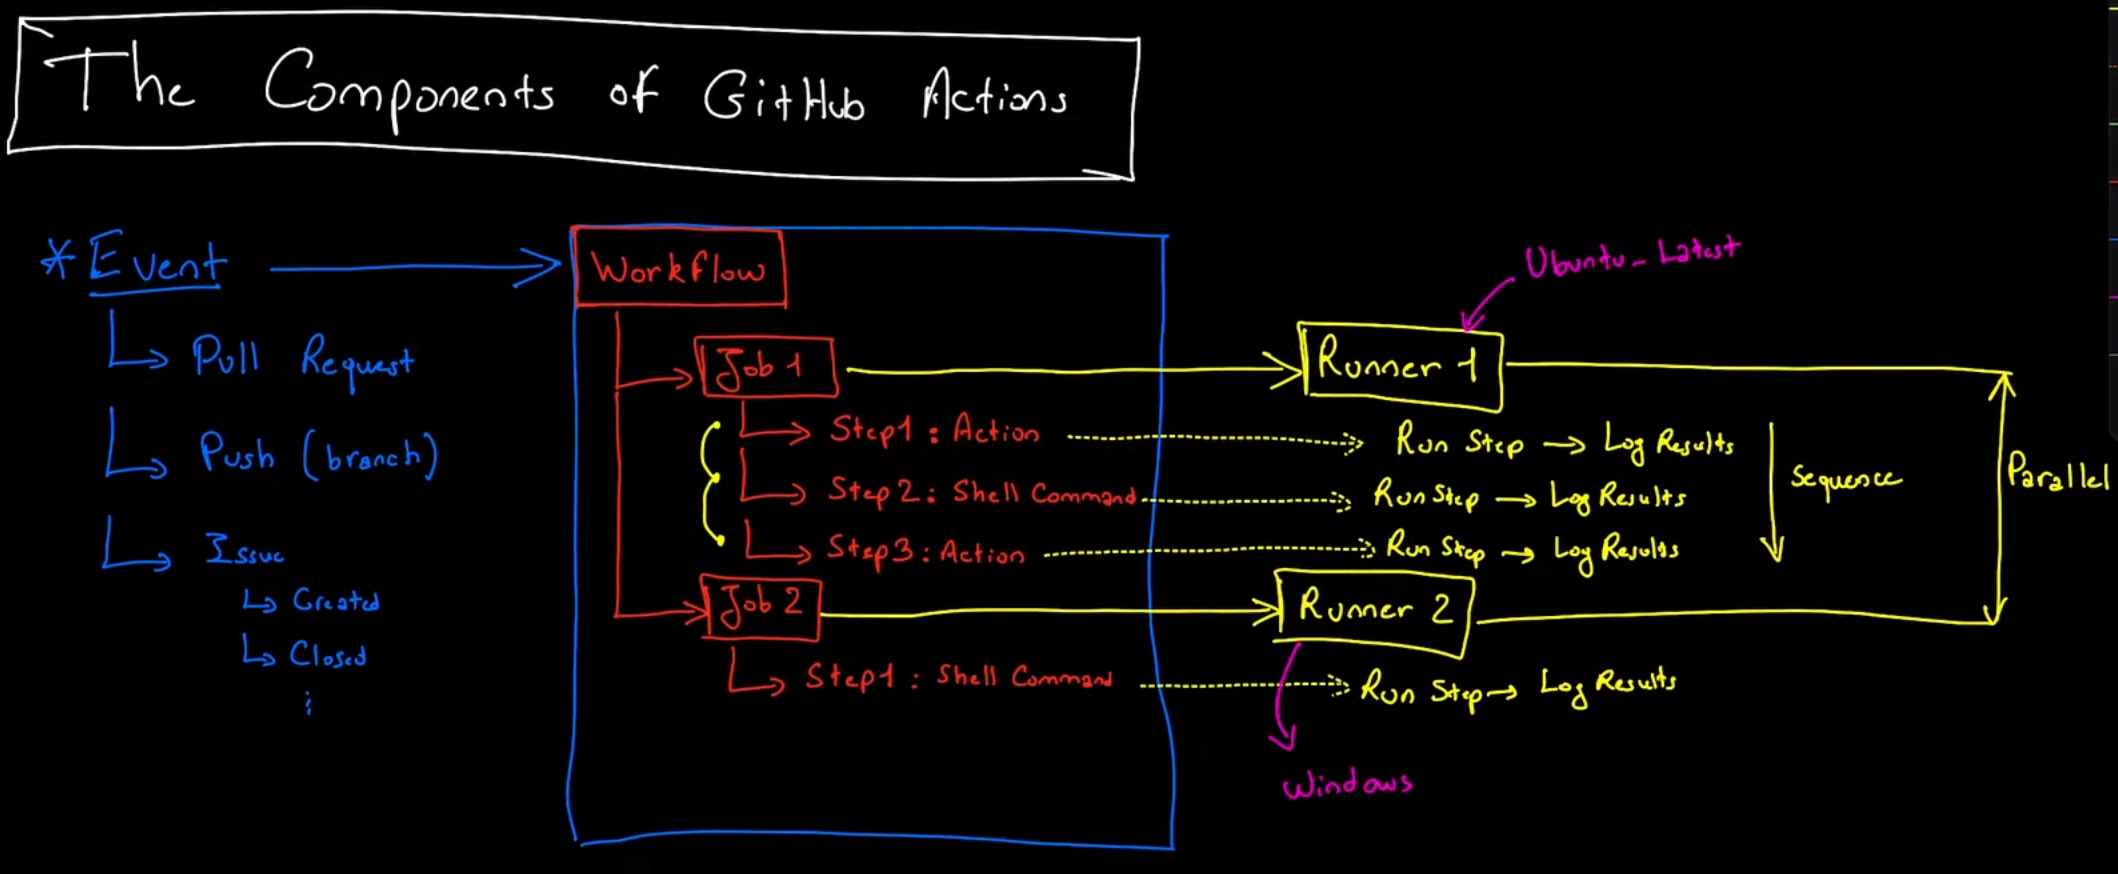 The Components of GitHub Actions
* Event
Pull Request
Push (branch)
Issue
Created
Closed
Workflow
Job 1
Step1 : Action
Step2 : Shell Command
Step3 : Action
Job 2
Step1 : Shell Command
Ubuntu_Latest
Runner 1
Run Step → Log Results
Run Step → Log Results
Run Step → Log Results
Sequence
Parallel
Runner 2
Run Step → Log Results
Windows